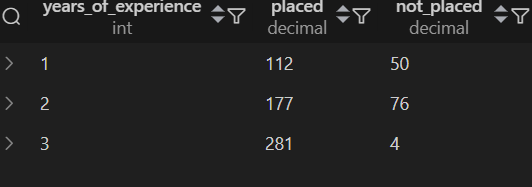 years_of_experience placed not_placed
int decimal decimal
1 112 50
2 177 76
3 281 4